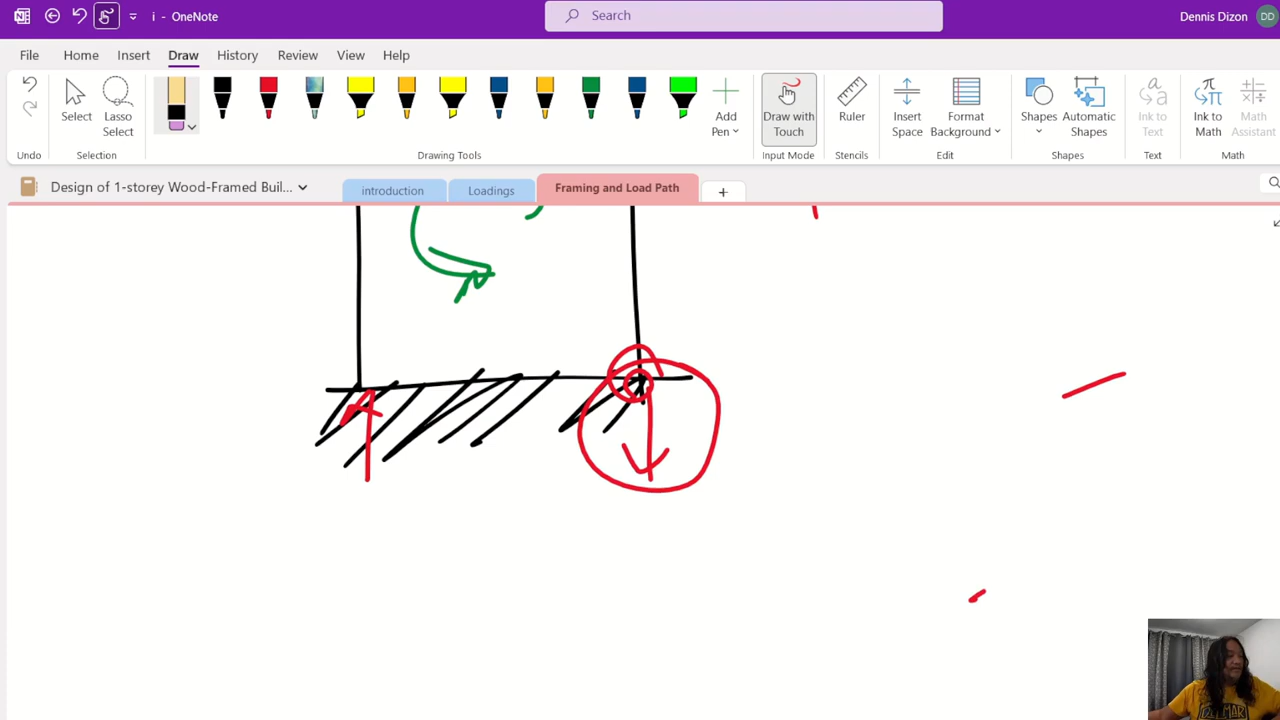 i - OneNote
Search
Dennis Dizon
DD
File Home Insert Draw History Review View Help
Select
Lasso Select
Add Pen
Draw with Touch
Ruler
Insert Space
Format Background
Shapes
Automatic Shapes
Ink to Text
Ink to Math
Math Assistant
Undo
Selection
Drawing Tools
Input Mode
Stencils
Edit
Shapes
Text
Math
Design of 1-storey Wood-Framed Buil...
introduction
Loadings
Framing and Load Path